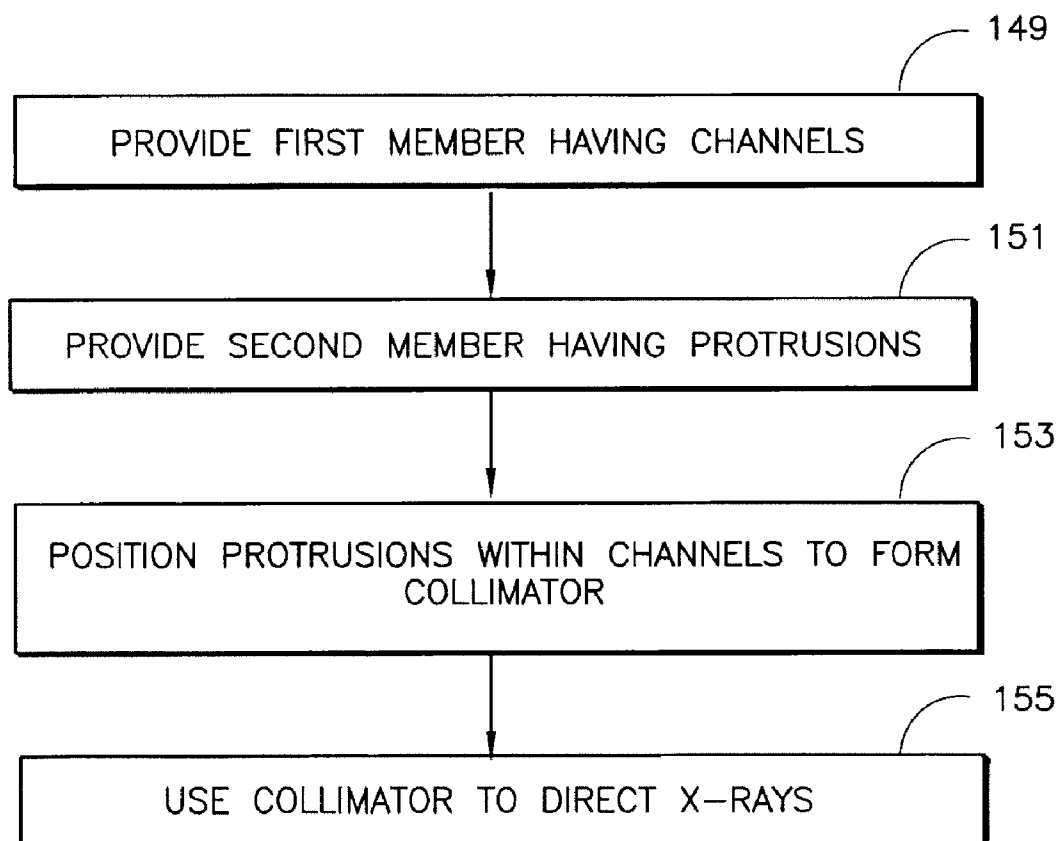 149
PROVIDE FIRST MEMBER HAVING CHANNELS
151
PROVIDE SECOND MEMBER HAVING PROTRUSIONS
153
POSITION PROTRUSIONS WITHIN CHANNELS TO FORM
COLLIMATOR
155
USE COLLIMATOR TO DIRECT X-RAYS